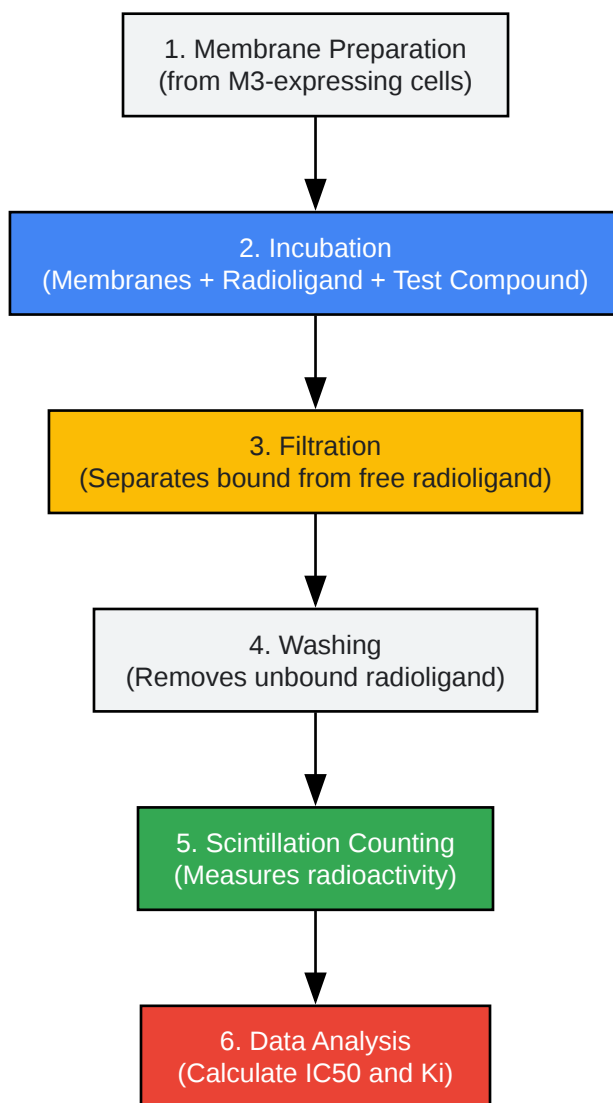 1. Membrane Preparation
(from M3-expressing cells)
2. Incubation
(Membranes + Radioligand + Test Compound)
3. Filtration
(Separates bound from free radioligand)
4. Washing
(Removes unbound radioligand)
5. Scintillation Counting
(Measures radioactivity)
6. Data Analysis
(Calculate IC50 and Ki)